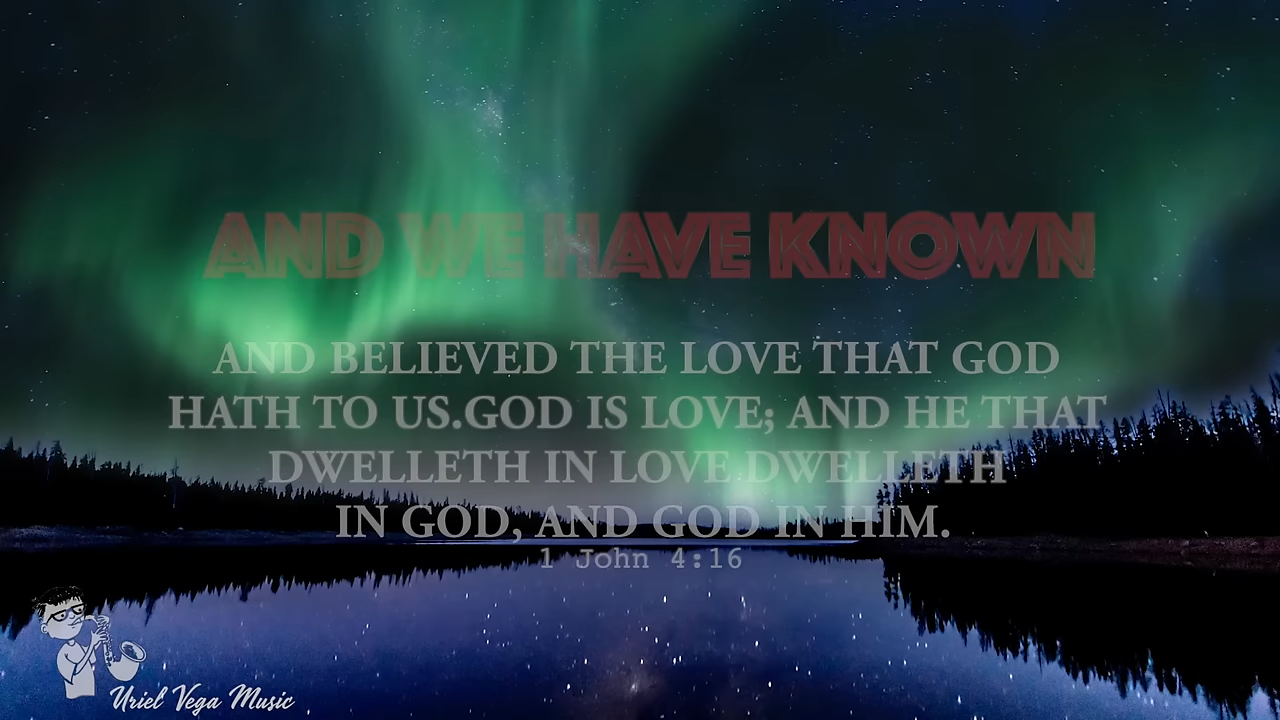 AND WE HAVE KNOWN
AND BELIEVED THE LOVE THAT GOD
HATH TO US.GOD IS LOVE; AND HE THAT
DWELLETH IN LOVE DWELLETH
IN GOD, AND GOD IN HIM.
1 John 4:16
Uriel Vega Music